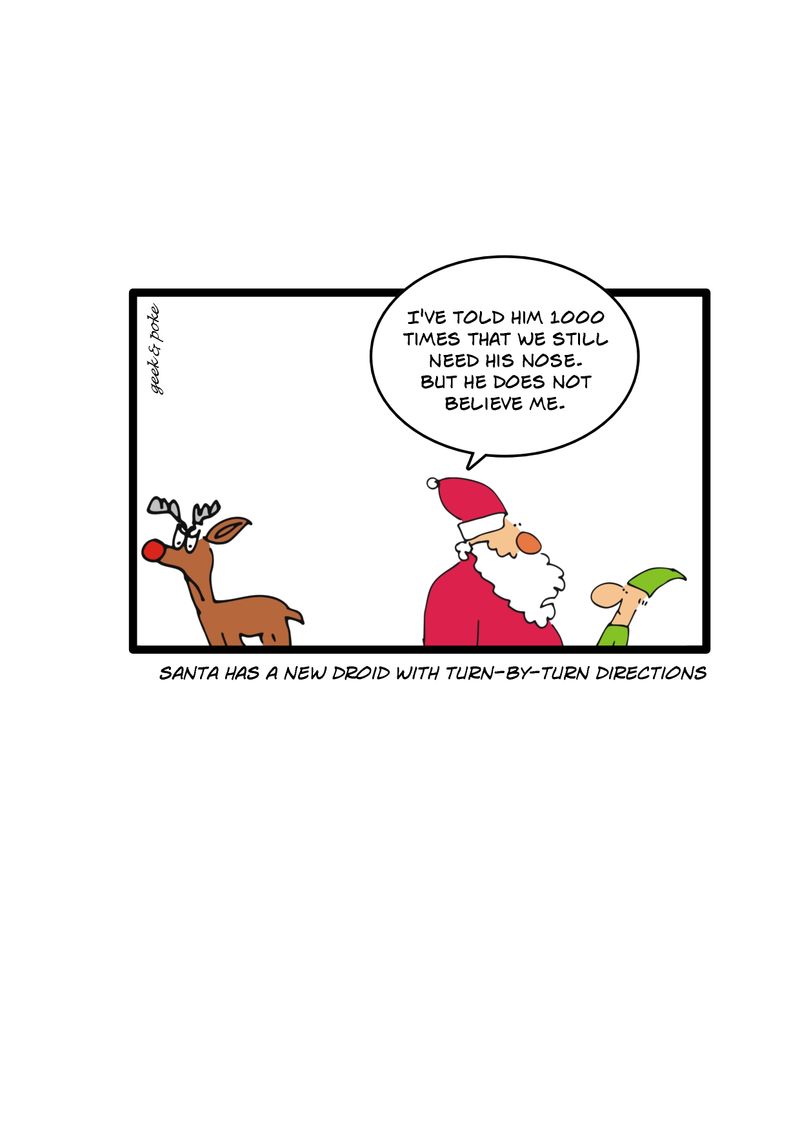 geek & poke
I'VE TOLD HIM 1000
TIMES THAT WE STILL
NEED HIS NOSE.
BUT HE DOES NOT
BELIEVE ME.
SANTA HAS A NEW DROID WITH TURN-BY-TURN DIRECTIONS